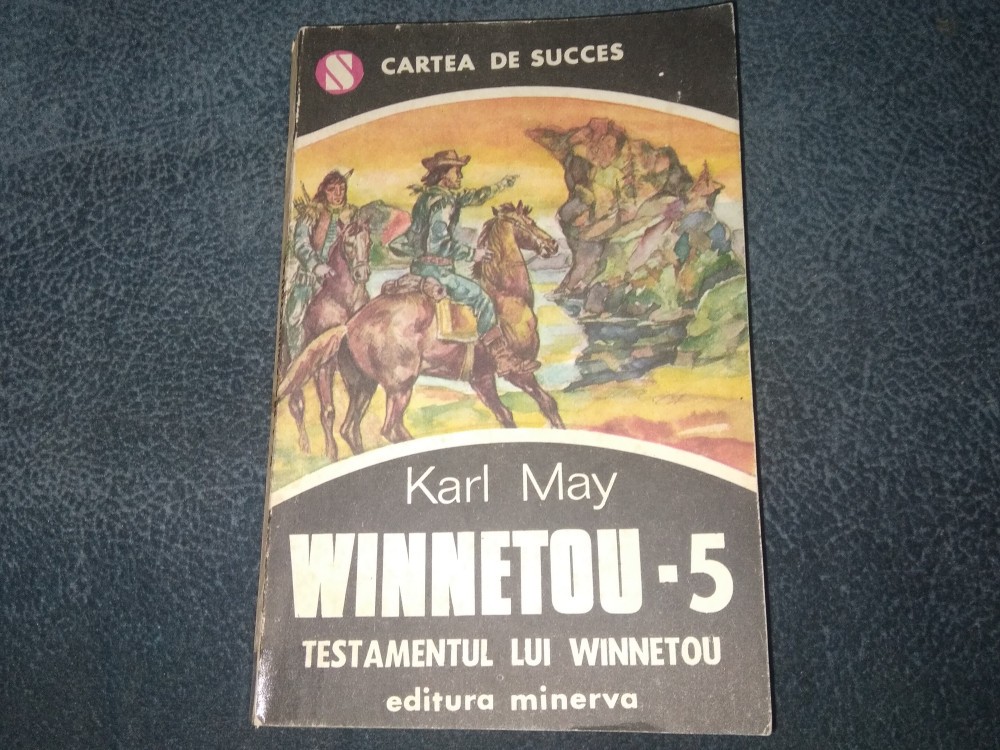 S CARTEA DE SUCCES
Karl May
WINNETOU - 5
TESTAMENTUL LUI WINNETOU
editura minerva